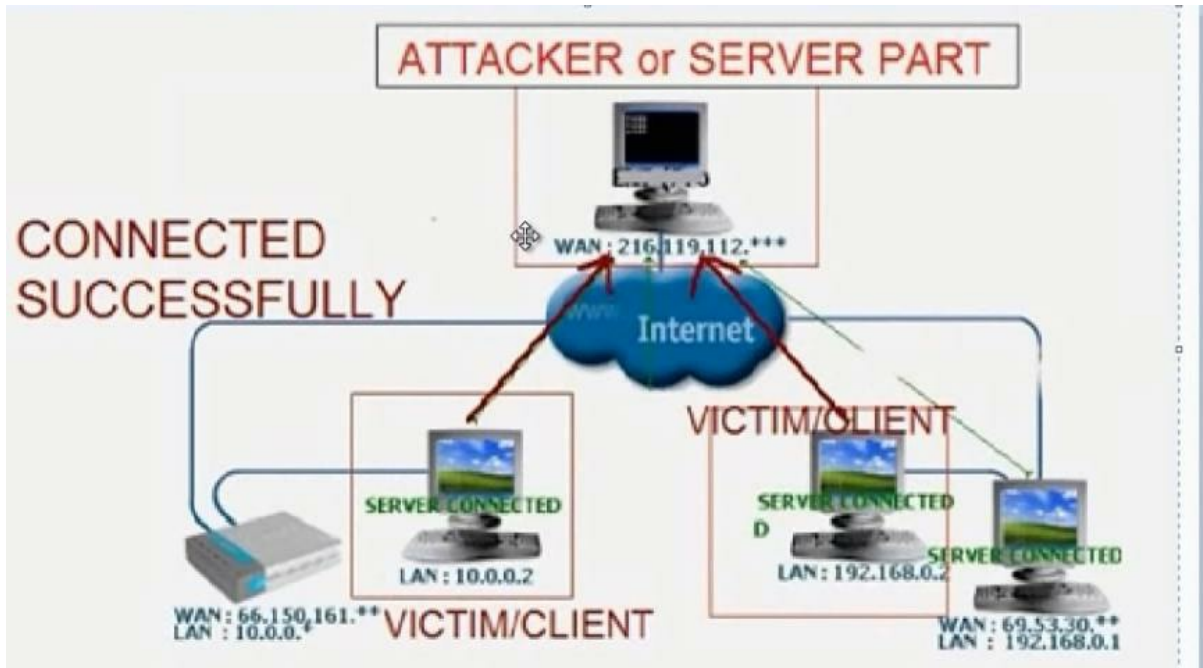 ATTACKER or SERVER PART
WAN : 216.119.112.***
CONNECTED
SUCCESSFULLY
www
Internet
VICTIM/CLIENT
SERVER CONNECTED
SERVER CONNECTED
D
SERVER CONNECTED
LAN : 10.0.0.2
LAN : 192.168.0.2
WAN : 66.150.161.**
LAN : 10.0.0.*
VICTIM/CLIENT
WAN : 69.53.30.**
LAN : 192.168.0.1